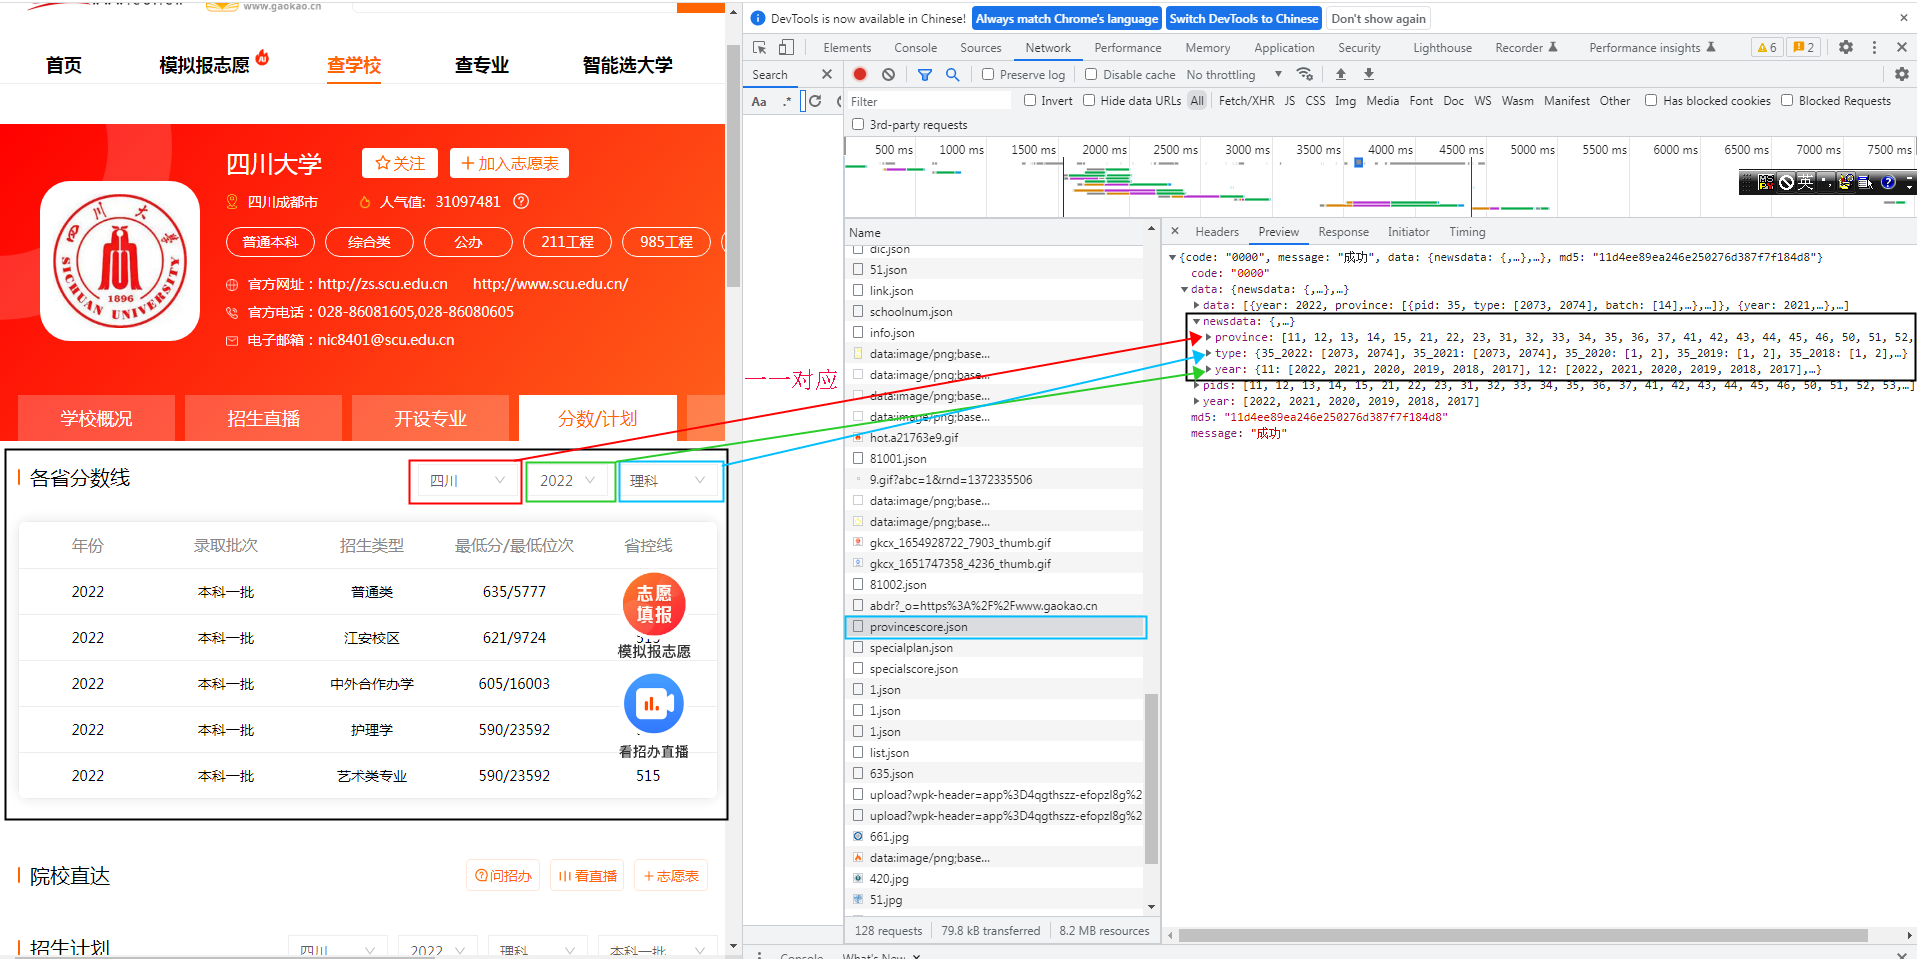 www.gaokao.cn
首页 模拟报志愿 查学校 查专业 智能选大学
四川大学 关注 加入志愿表
四川成都市 人气值: 31097481
普通本科 综合类 公办 211工程 985工程
官方网址：http://zs.scu.edu.cn http://www.scu.edu.cn/
官方电话：028-86081605,028-86080605
电子邮箱：nic8401@scu.edu.cn
SICHUAN UNIVERSITY
1896
学校概况 招生直播 开设专业 分数/计划
各省分数线 四川 2022 理科
年份 录取批次 招生类型 最低分/最低位次 省控线
2022 本科一批 普通类 635/5777
2022 本科一批 江安校区 621/9724 515
2022 本科一批 中外合作办学 605/16003
2022 本科一批 护理学 590/23592
2022 本科一批 艺术类专业 590/23592 515
志愿
填报
模拟报志愿
看招办直播
院校直达 问招办 看直播 +志愿表
招生计划 四川 2022 理科 本科一批
一一对应
DevTools is now available in Chinese! Always match Chrome's language Switch DevTools to Chinese Don't show again
Elements Console Sources Network Performance Memory Application Security Lighthouse Recorder Performance insights 6 2
Search Preserve log Disable cache No throttling
Aa .* Filter Invert Hide data URLs All Fetch/XHR JS CSS Img Media Font Doc WS Wasm Manifest Other Has blocked cookies Blocked Requests
3rd-party requests
500 ms 1000 ms 1500 ms 2000 ms 2500 ms 3000 ms 3500 ms 4000 ms 4500 ms 5000 ms 5500 ms 6000 ms 6500 ms 7000 ms 7500 ms
英
Name
dic.json
51.json
link.json
schoolnum.json
info.json
data:image/png;base...
data:image/png;base...
data:image/png;base...
data:image/png;base...
hot.a21763e9.gif
81001.json
9.gif?abc=1&rnd=1372335506
data:image/png;base...
data:image/png;base...
gkcx_1654928722_7903_thumb.gif
gkcx_1651747358_4236_thumb.gif
81002.json
abdr?_o=https%3A%2F%2Fwww.gaokao.cn
provincescore.json
specialplan.json
specialscore.json
1.json
1.json
1.json
list.json
635.json
upload?wpk-header=app%3D4qgthszz-efopzl8g%2
upload?wpk-header=app%3D4qgthszz-efopzl8g%2
661.jpg
data:image/png;base...
420.jpg
51.jpg
128 requests 79.8 kB transferred 8.2 MB resources
Console What's New
Headers Preview Response Initiator Timing
{code: "0000", message: "成功", data: {newsdata: {,…},…}, md5: "11d4ee89ea246e250276d387f7f184d8"}
code: "0000"
data: {newsdata: {,…},…}
data: [{year: 2022, province: [{pid: 35, type: [2073, 2074], batch: [14],…},…]}, {year: 2021,…},…]
newsdata: {,…}
province: [11, 12, 13, 14, 15, 21, 22, 23, 31, 32, 33, 34, 35, 36, 37, 41, 42, 43, 44, 45, 46, 50, 51, 52,
type: {35_2022: [2073, 2074], 35_2021: [2073, 2074], 35_2020: [1, 2], 35_2019: [1, 2], 35_2018: [1, 2],…}
year: {11: [2022, 2021, 2020, 2019, 2018, 2017], 12: [2022, 2021, 2020, 2019, 2018, 2017],…}
pids: [11, 12, 13, 14, 15, 21, 22, 23, 31, 32, 33, 34, 35, 36, 37, 41, 42, 43, 44, 45, 46, 50, 51, 52, 53,…]
year: [2022, 2021, 2020, 2019, 2018, 2017]
md5: "11d4ee89ea246e250276d387f7f184d8"
message: "成功"